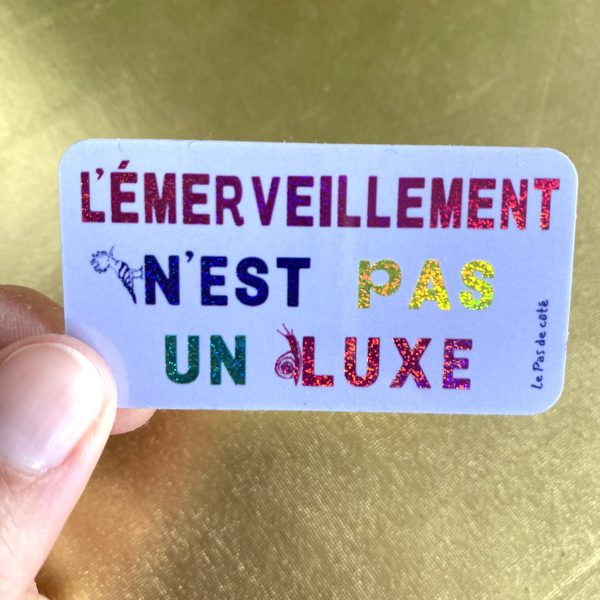 L'ÉMERVEILLEMENT
N'EST PAS
UN LUXE
Le Pas de côté